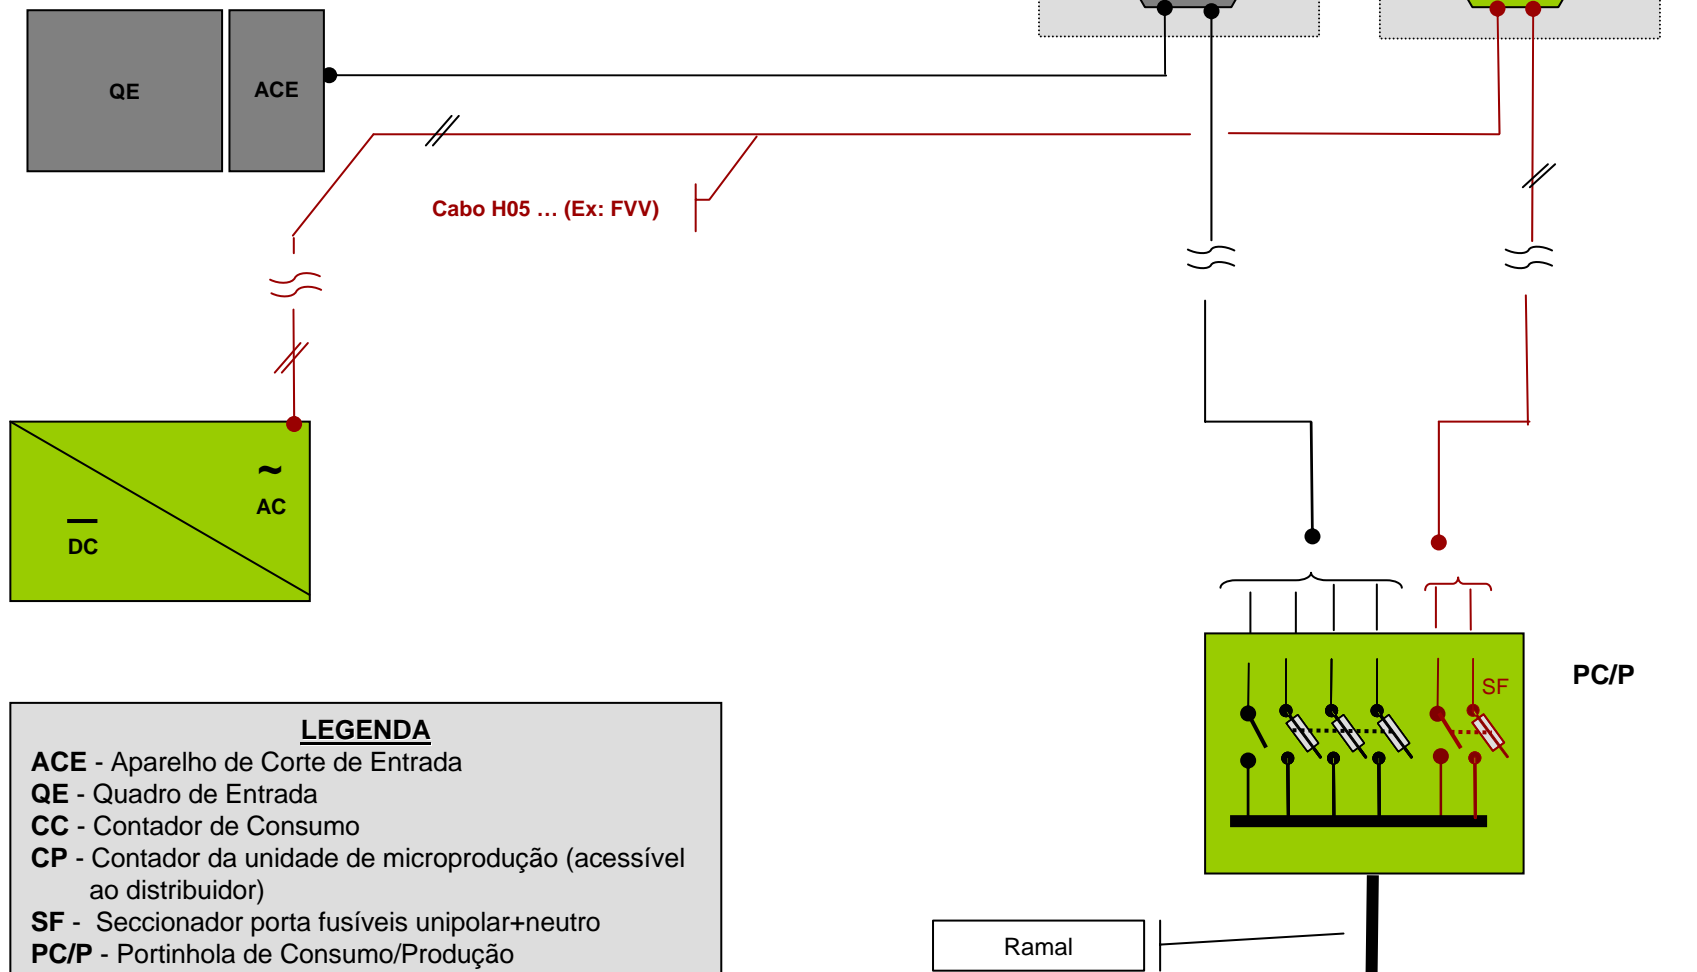 QE
ACE
Cabo H05 … (Ex: FVV)
~
AC
DC
SF
PC/P
LEGENDA
ACE - Aparelho de Corte de Entrada
QE - Quadro de Entrada
CC - Contador de Consumo
CP - Contador da unidade de microprodução (acessível
ao distribuidor)
SF - Seccionador porta fusíveis unipolar+neutro
PC/P - Portinhola de Consumo/Produção
Ramal